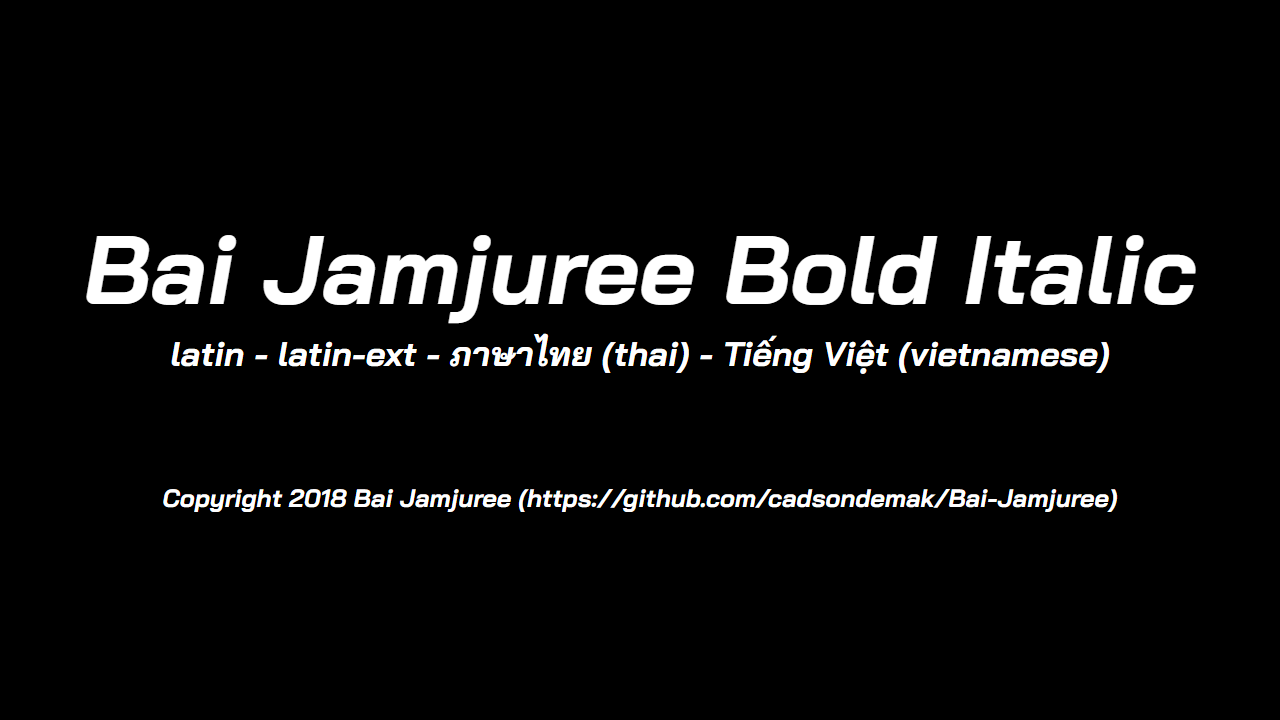 Bai Jamjuree Bold Italic
latin - latin-ext - ภาษาไทย (thai) - Tiếng Việt (vietnamese)
Copyright 2018 Bai Jamjuree (https://github.com/cadsondemak/Bai-Jamjuree)